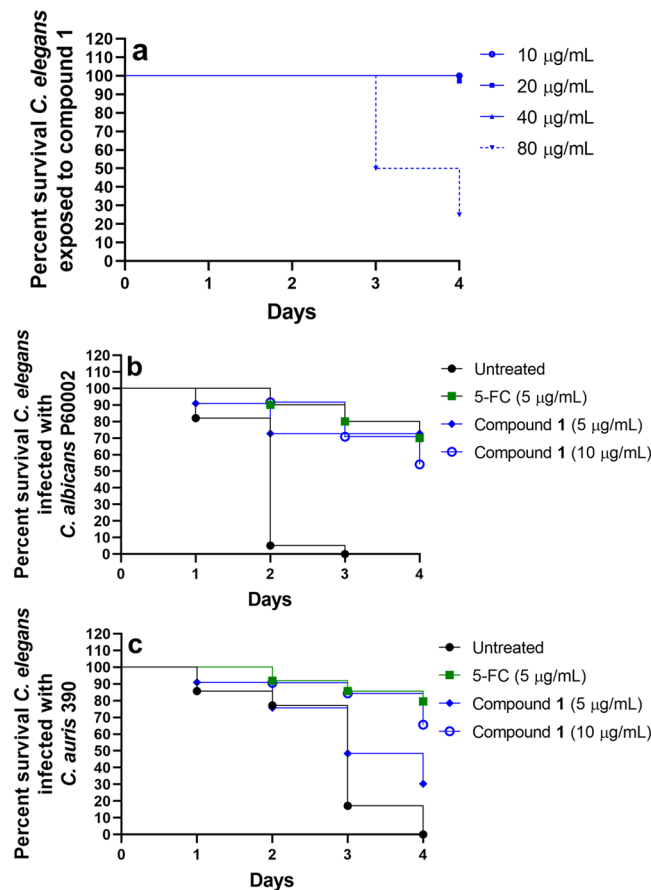 a
Percent survival C. elegans
exposed to compound 1
120
110
100
90
80
70
60
50
40
30
20
10
0
0 1 2 3 4
Days
10 μg/mL
20 μg/mL
40 μg/mL
80 μg/mL
b
Percent survival C. elegans
infected with
C. albicans P60002
120
110
100
90
80
70
60
50
40
30
20
10
0
0 1 2 3 4
Days
Untreated
5-FC (5 μg/mL)
Compound 1 (5 μg/mL)
Compound 1 (10 μg/mL)
c
Percent survival C. elegans
infected with
C. auris 390
120
110
100
90
80
70
60
50
40
30
20
10
0
0 1 2 3 4
Days
Untreated
5-FC (5 μg/mL)
Compound 1 (5 μg/mL)
Compound 1 (10 μg/mL)